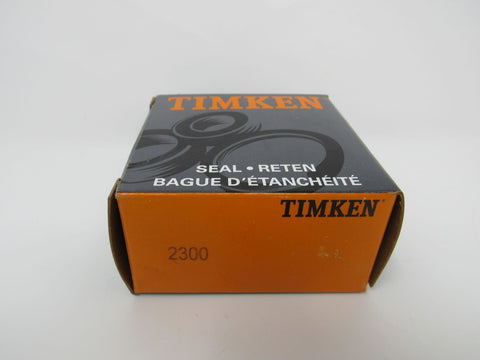 TIMKEN
SEAL • RETEN
BAGUE D'ÉTANCHÉITÉ
TIMKEN
2300